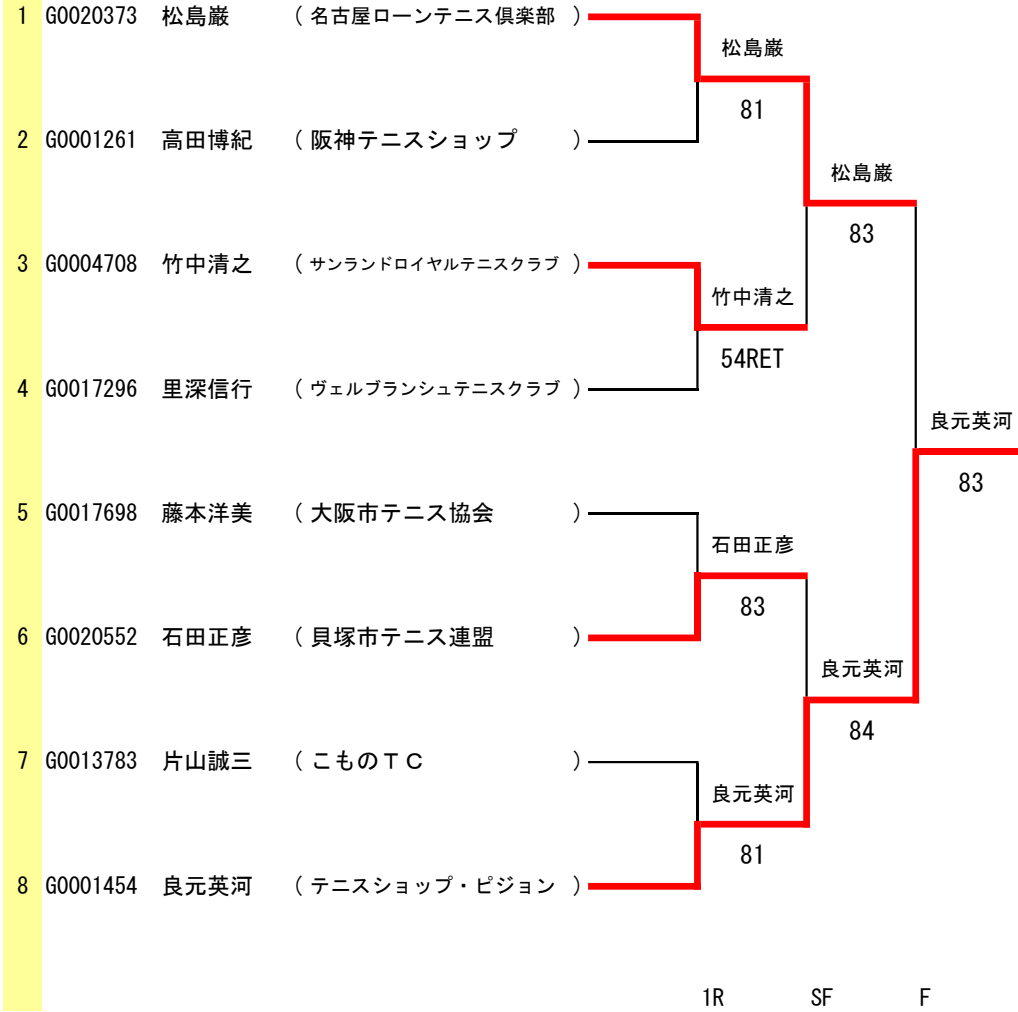 1 G0020373 松島巌 ( 名古屋ローンテニス倶楽部 )
松島巌
81
2 G0001261 高田博紀 ( 阪神テニスショップ )
松島巌
83
3 G0004708 竹中清之 ( サンランドロイヤルテニスクラブ )
竹中清之
54RET
4 G0017296 里深信行 ( ヴェルブランシュテニスクラブ )
良元英河
83
5 G0017698 藤本洋美 ( 大阪市テニス協会 )
石田正彦
83
6 G0020552 石田正彦 ( 貝塚市テニス連盟 )
良元英河
84
7 G0013783 片山誠三 ( こものTC )
良元英河
81
8 G0001454 良元英河 ( テニスショップ・ピジョン )
1R SF F